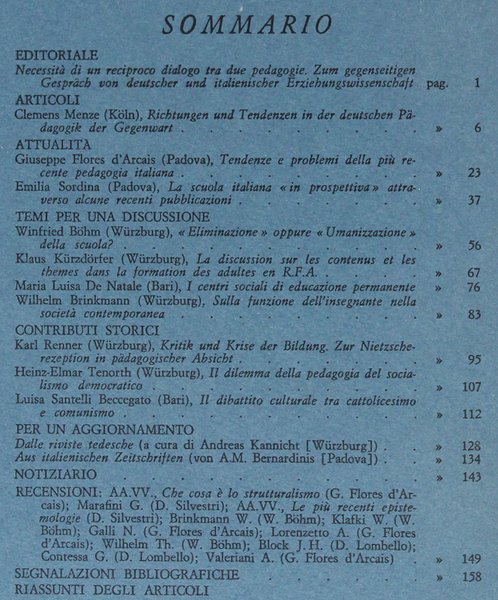 SOMMARIO
EDITORIALE
Necessità di un reciproco dialogo tra due pedagogie. Zum gegenseitigen
Gespräch von deutscher und italienischer Erziehungswissenschaft pag. 1
ARTICOLI
Clemens Menze (Köln), Richtungen und Tendenzen in der deutschen Pä-
dagogik der Gegenwart . . . . . . . . . » 6
ATTUALITÀ
Giuseppe Flores d'Arcais (Padova), Tendenze e problemi della più re-
cente pedagogia italiana . . . . . . . . . » 23
Emilia Sordina (Padova), La scuola italiana « in prospettiva » attra-
verso alcune recenti pubblicazioni . . . . . . . » 37
TEMI PER UNA DISCUSSIONE
Winfried Böhm (Würzburg), « Eliminazione » oppure « Umanizzazione »
della scuola? . . . . . . . . . . » 56
Klaus Kürzdörfer (Würzburg), La discussion sur les contenus et les
themes dans la formation des adultes en R.F.A. . . . . » 67
Maria Luisa De Natale (Bari), I centri sociali di educazione permanente » 76
Wilhelm Brinkmann (Würzburg), Sulla funzione dell'insegnante nella
società contemporanea . . . . . . . . . » 83
CONTRIBUTI STORICI
Karl Renner (Würzburg), Kritik und Krise der Bildung. Zur Nietzsche-
rezeption in pädagogischer Absicht . . . . . . . » 95
Heinz-Elmar Tenorth (Würzburg), Il dilemma della pedagogia del socia-
lismo democratico . . . . . . . . . . » 107
Luisa Santelli Beccegato (Bari), Il dibattito culturale tra cattolicesimo
e comunismo . . . . . . . . . . » 112
PER UN AGGIORNAMENTO
Dalle riviste tedesche (a cura di Andreas Kannicht [Würzburg]) . . » 128
Aus italienischen Zeitschriften (von A.M. Bernardinis [Padova]) . . » 134
NOTIZIARIO . . . . . . . . . . » 143
RECENSIONI: AA.VV., Che cosa è lo strutturalismo (G. Flores d'Ar-
cais); Marafini G. (D. Silvestri); AA.VV., Le più recenti episte-
mologie (D. Silvestri); Brinkmann W. (W. Böhm); Klafki W. (W.
Böhm); Galli N. (G. Flores d'Arcais); Lorenzetto A. (G. Flores
d'Arcais); Wilhelm Th. (W. Böhm); Block J.H. (D. Lombello);
Contessa G. (D. Lombello); Valeriani A. (G. Flores d'Arcais) . » 149
SEGNALAZIONI BIBLIOGRAFICHE . . . . . . » 158
RIASSUNTI DEGLI ARTICOLI